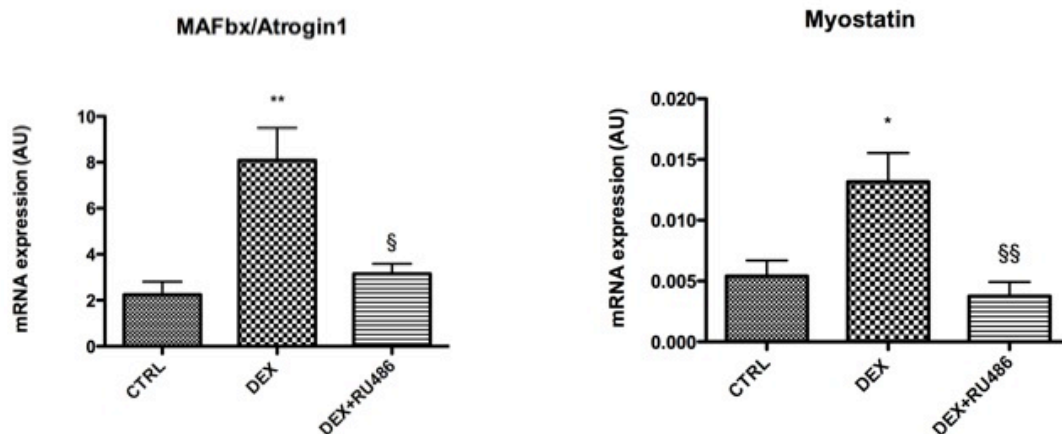 MAFbx/Atrogin1
mRNA expression (AU)
10
8
6
4
2
0
**
§
CTRL
DEX
DEX+RU486
Myostatin
mRNA expression (AU)
0.020
0.015
0.010
0.005
0.000
*
§§
CTRL
DEX
DEX+RU486